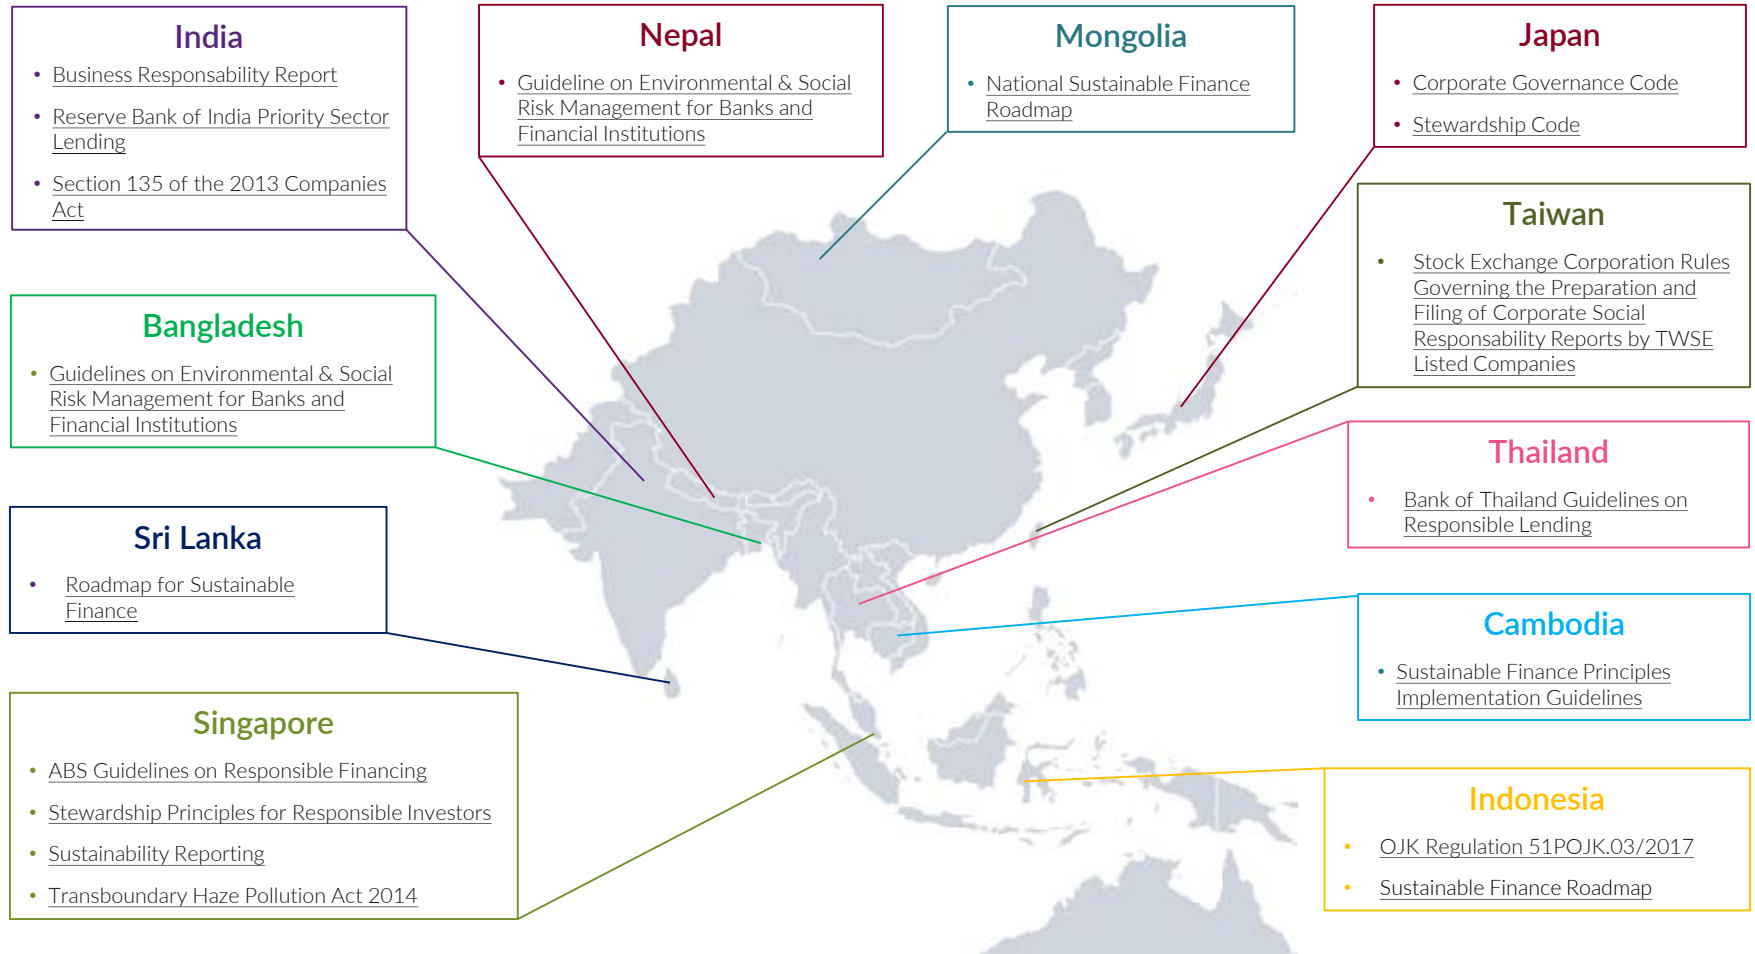 India
• Business Responsability Report
• Reserve Bank of India Priority Sector
Lending
• Section 135 of the 2013 Companies
Act
Nepal
• Guideline on Environmental & Social
Risk Management for Banks and
Financial Institutions
Mongolia
• National Sustainable Finance
Roadmap
Japan
• Corporate Governance Code
• Stewardship Code
Taiwan
• Stock Exchange Corporation Rules
Governing the Preparation and
Filing of Corporate Social
Responsability Reports by TWSE
Listed Companies
Bangladesh
• Guidelines on Environmental & Social
Risk Management for Banks and
Financial Institutions
Thailand
• Bank of Thailand Guidelines on
Responsible Lending
Sri Lanka
• Roadmap for Sustainable
Finance
Cambodia
• Sustainable Finance Principles
Implementation Guidelines
Singapore
• ABS Guidelines on Responsible Financing
• Stewardship Principles for Responsible Investors
• Sustainability Reporting
• Transboundary Haze Pollution Act 2014
Indonesia
• OJK Regulation 51POJK.03/2017
• Sustainable Finance Roadmap